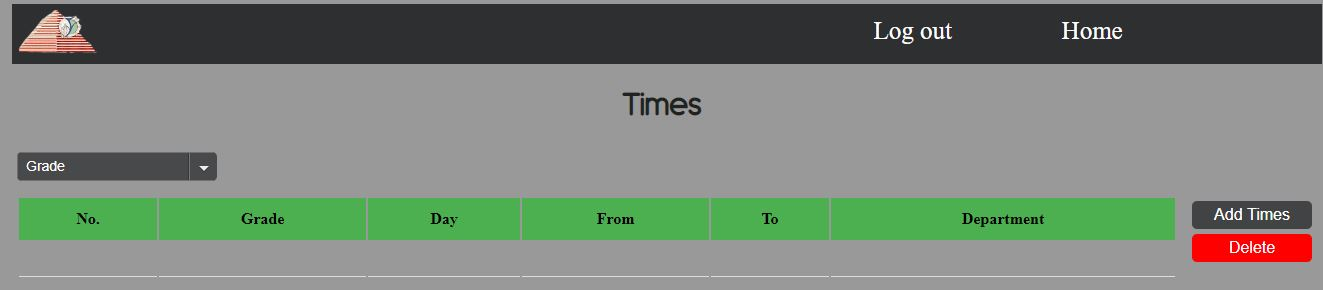 Log out Home
Times
Grade
No. Grade Day From To Department
Add Times
Delete